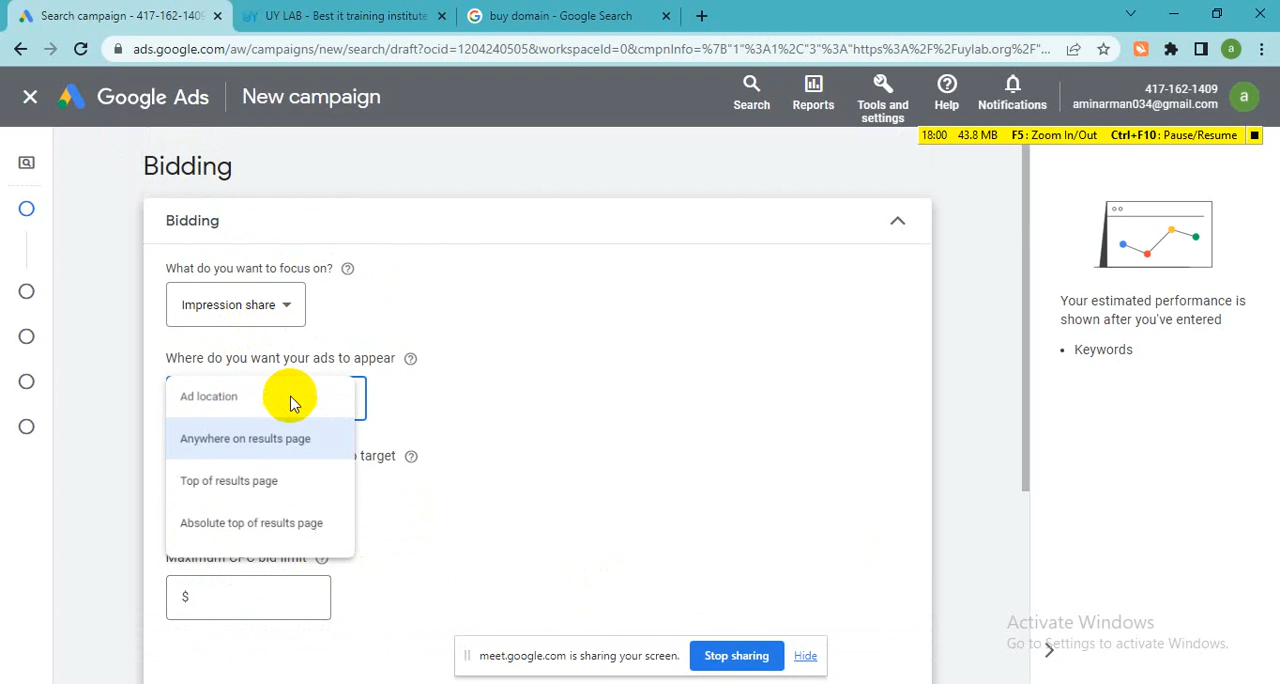 Search campaign - 417-162-1409
UY LAB - Best it training institute
buy domain - Google Search
ads.google.com/aw/campaigns/new/search/draft?ocid=1204240505&workspaceId=0&cmpnInfo=%7B"1"%3A1%2C"3"%3A"https%3A%2F%2Fuylab.org%2F"...
a
Google Ads
New campaign
Search
Reports
Tools and settings
Help
Notifications
417-162-1409
aminarman034@gmail.com
a
18:00 43.8 MB F5: Zoom In/Out Ctrl+F10: Pause/Resume
Bidding
Bidding
What do you want to focus on?
Impression share
Where do you want your ads to appear
Ad location
Anywhere on results page
target
Top of results page
Absolute top of results page
Maximum CPC bid limit
$
Your estimated performance is
shown after you've entered
• Keywords
Activate Windows
Go to Settings to activate Windows.
meet.google.com is sharing your screen.
Stop sharing
Hide